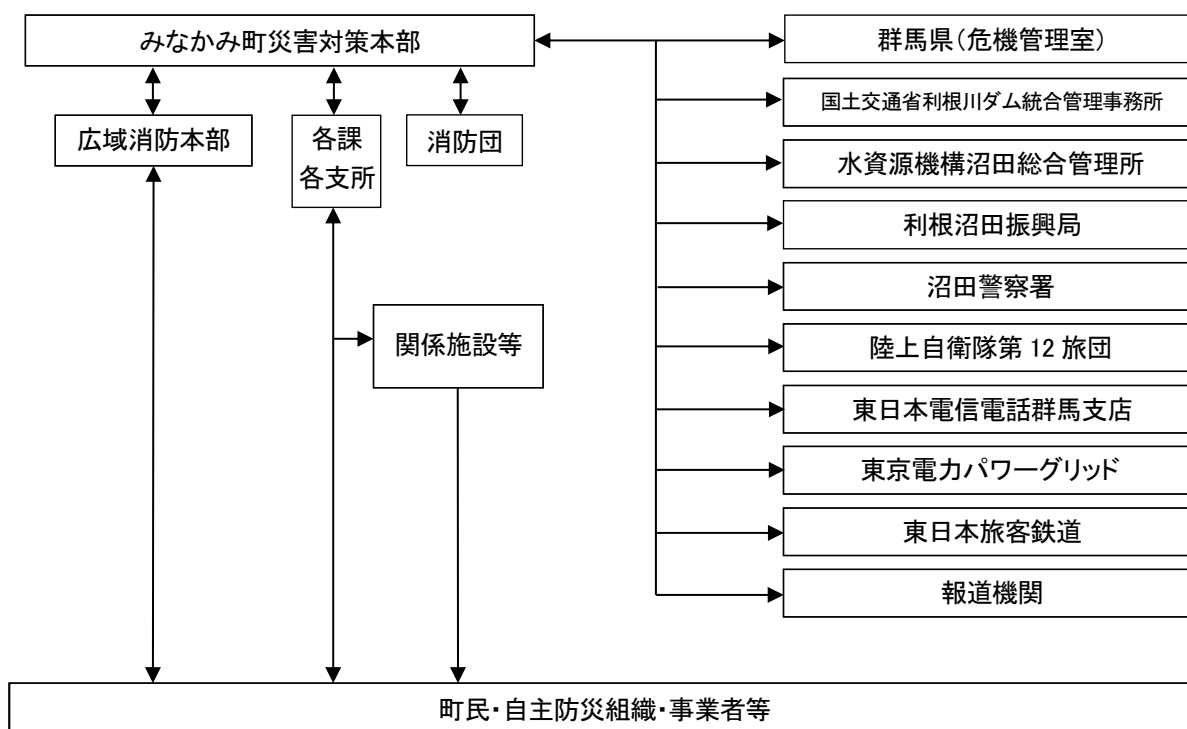 みなかみ町災害対策本部
広域消防本部
各課
各支所
消防団
関係施設等
群馬県(危機管理室)
国土交通省利根川ダム統合管理事務所
水資源機構沼田総合管理所
利根沼田振興局
沼田警察署
陸上自衛隊第 12 旅団
東日本電信電話群馬支店
東京電力パワーグリッド
東日本旅客鉄道
報道機関
町民・自主防災組織・事業者等